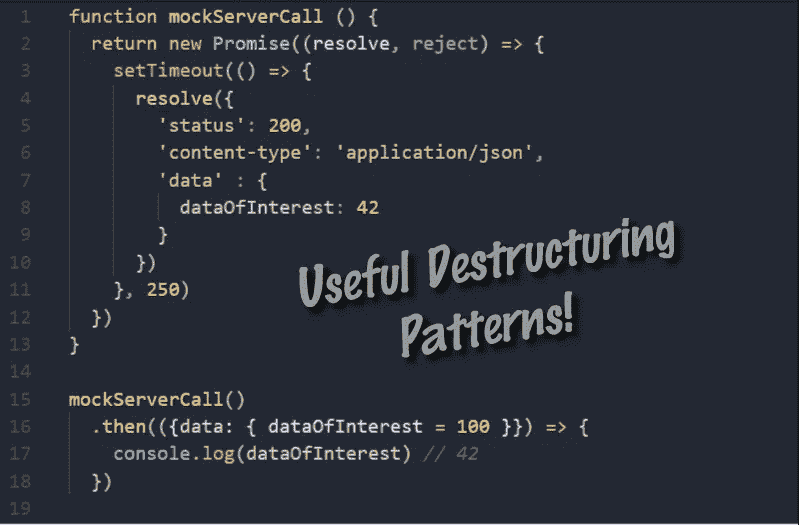 1 function mockServerCall () {
2   return new Promise((resolve, reject) => {
3     setTimeout(() => {
4       resolve({
5         'status': 200,
6         'content-type': 'application/json',
7         'data' : {
8           dataOfInterest: 42
9         }
10       })
11     }, 250)
12   })
13 }
14
15 mockServerCall()
16   .then(({data: { dataOfInterest = 100 }}) => {
17     console.log(dataOfInterest) // 42
18   })
19
Useful Destructuring
Patterns!